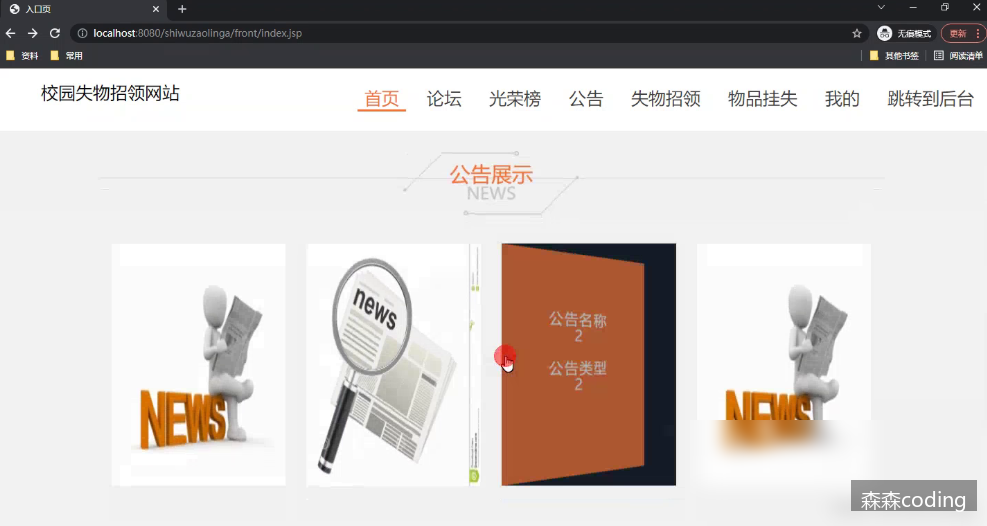 入口页
localhost:8080/shiwuzaolinga/front/index.jsp
无痕模式
更新
资料
常用
其他书签
阅读清单
校园失物招领网站
首页 论坛 光荣榜 公告 失物招领 物品挂失 我的 跳转到后台
公告展示
NEWS
NEWS
news
公告名称
2
公告类型
2
NEWS
森森coding